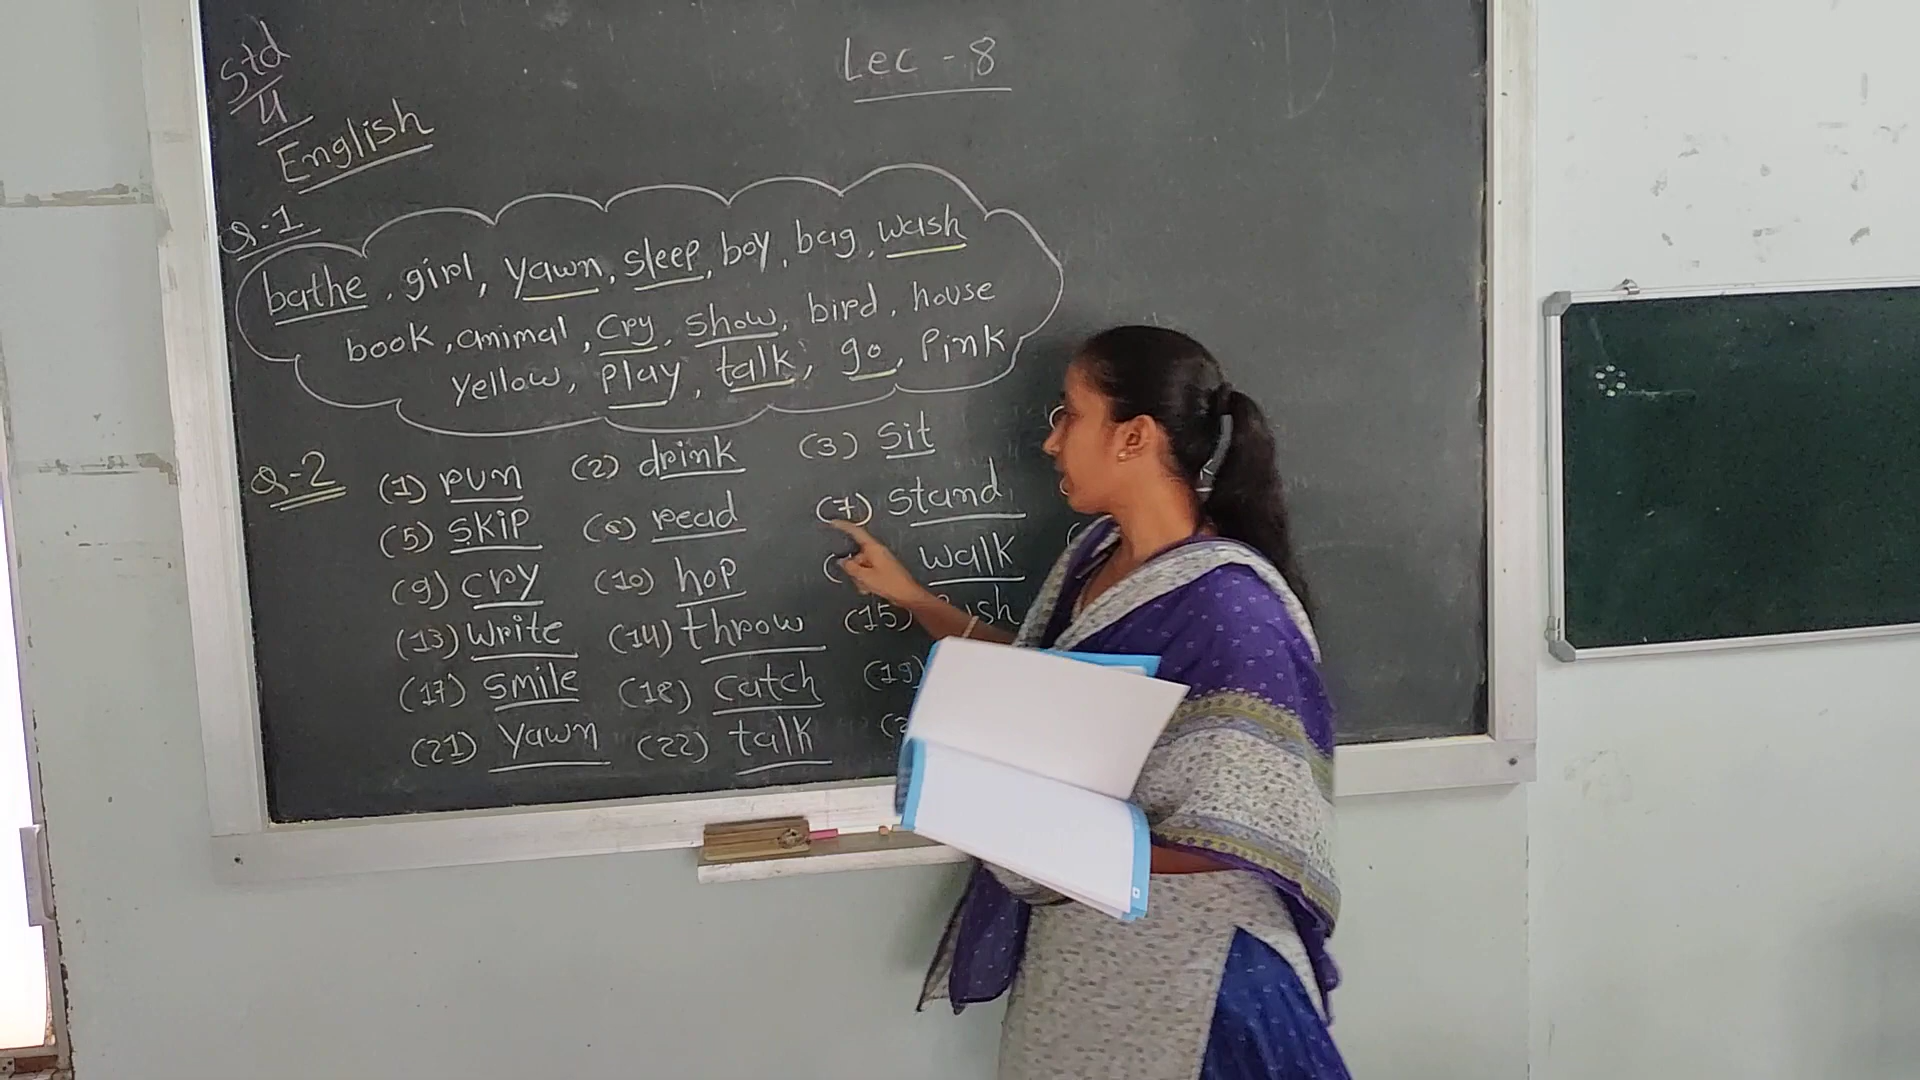 Std
4
English
Lec - 8
Q-1
bathe, girl, yawn, sleep, boy, bag, wash
book, animal, cry, show, bird, house
yellow, play, talk, go, Pink
Q-2 (1) run (2) drink (3) sit
(5) skip (6) read (7) stand
(9) cry (10) hop walk
(13) write (14) throw (15)
(17) smile (18) catch (19)
(21) yawn (22) talk